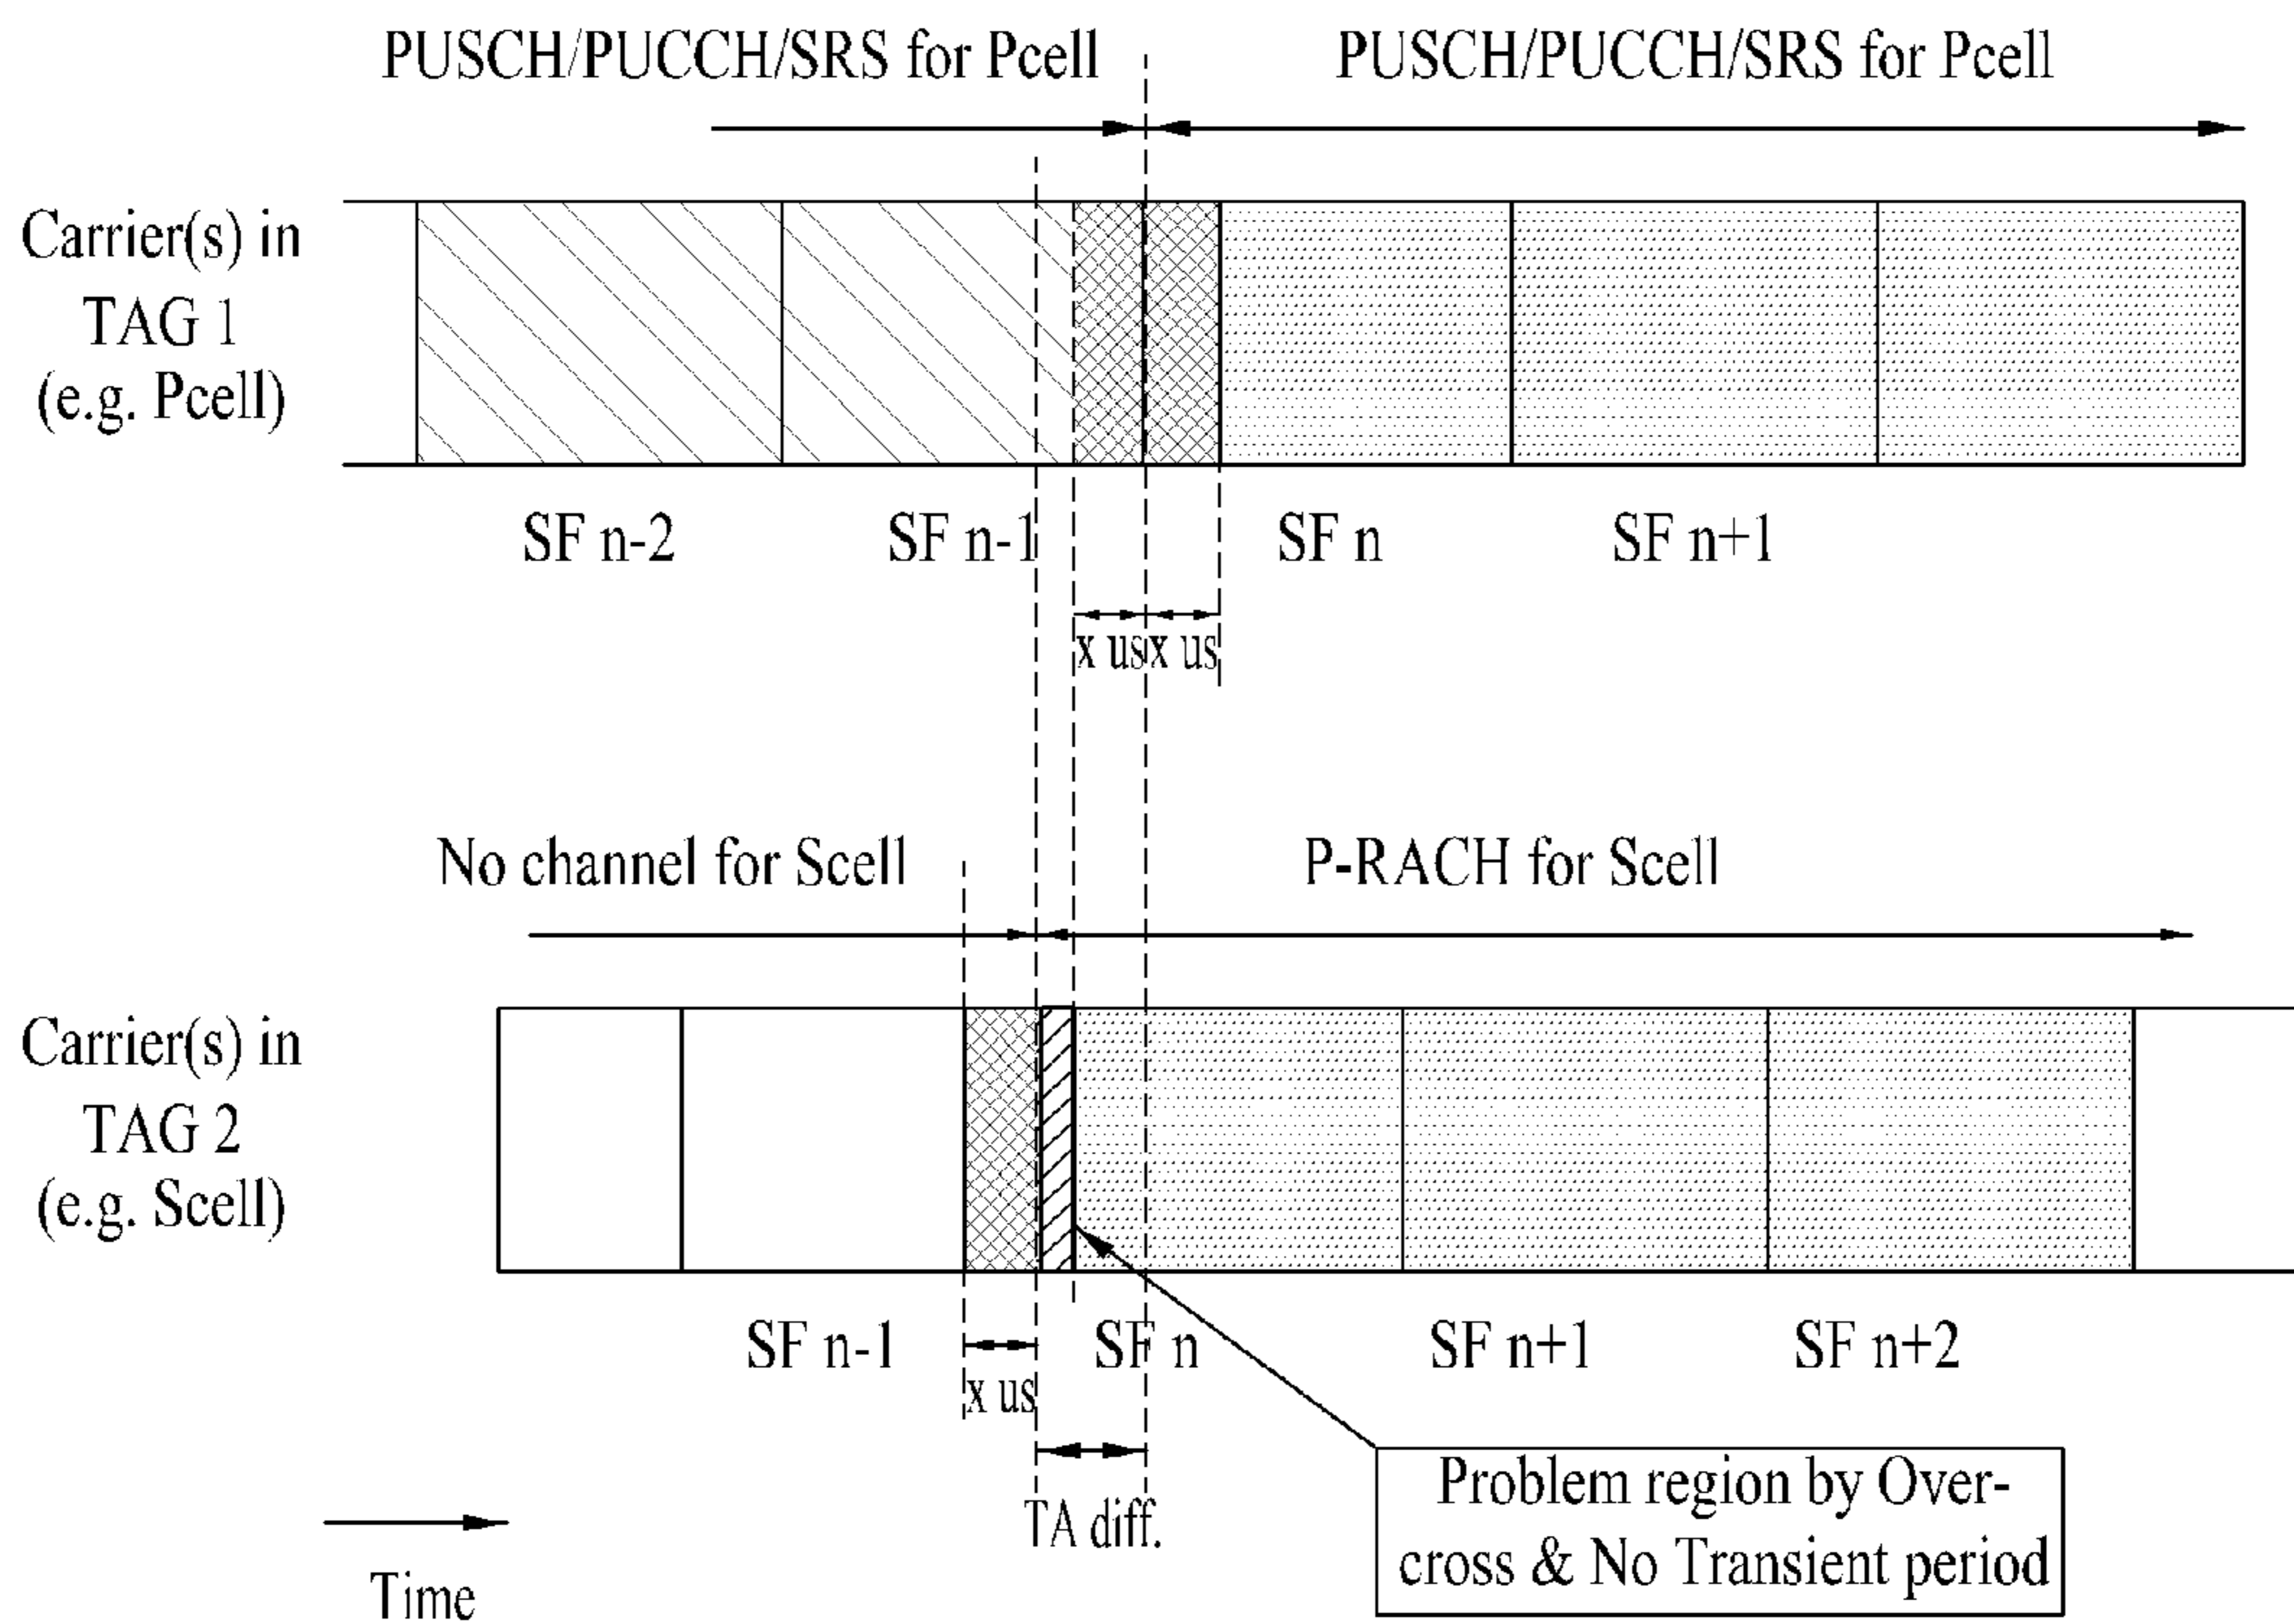 PUSCH/PUCCH/SRS for Pcell
PUSCH/PUCCH/SRS for Pcell
Carrier(s) in
TAG 1
(e.g. Pcell)
SF n-2
SF n-1
SF n
SF n+1
x us
x us
No channel for Scell
P-RACH for Scell
Carrier(s) in
TAG 2
(e.g. Scell)
SF n-1
SF n
SF n+1
SF n+2
x us
TA diff.
Problem region by Over-
cross & No Transient period
Time